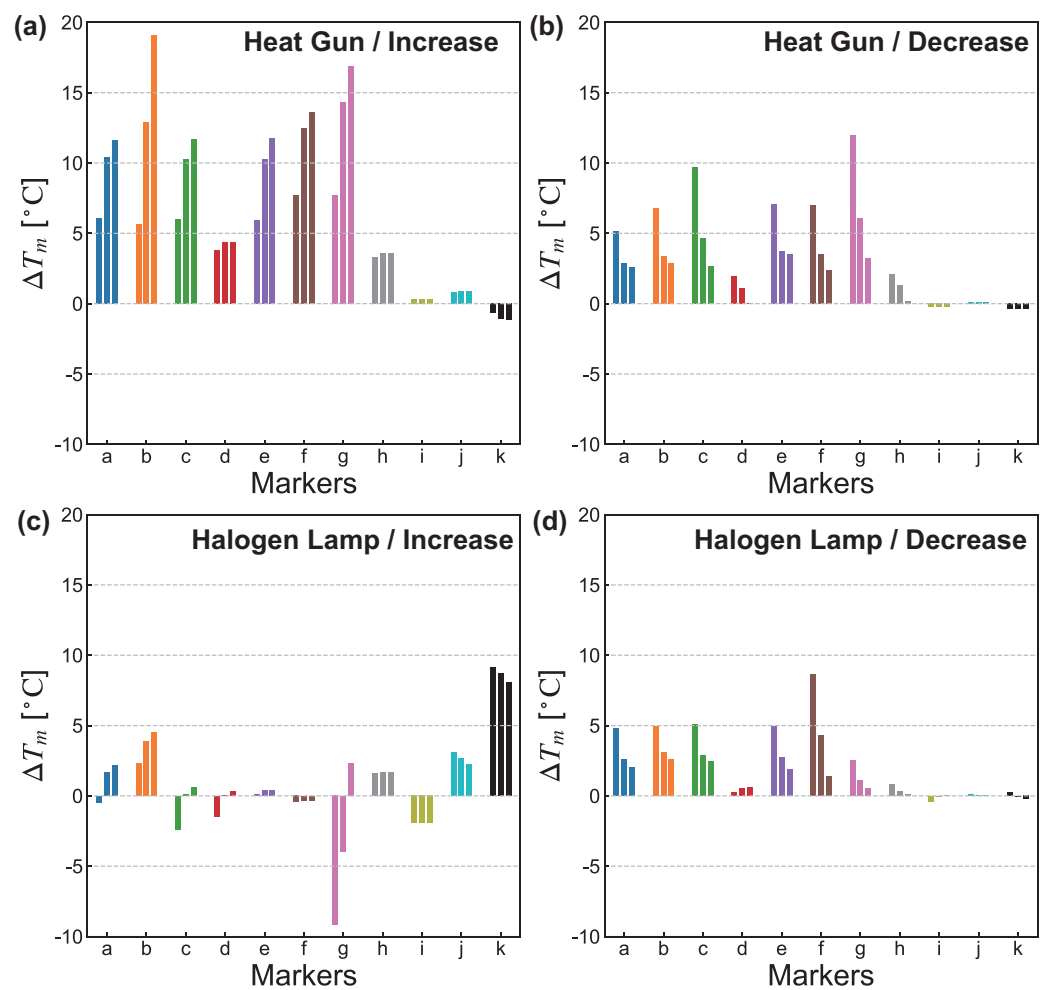 (a)
Heat Gun / Increase
20
15
10
5
0
-5
-10
ΔTₘ [°C]
a b c d e f g h i j k
Markers
(b)
Heat Gun / Decrease
20
15
10
5
0
-5
-10
ΔTₘ [°C]
a b c d e f g h i j k
Markers
(c)
Halogen Lamp / Increase
20
15
10
5
0
-5
-10
ΔTₘ [°C]
a b c d e f g h i j k
Markers
(d)
Halogen Lamp / Decrease
20
15
10
5
0
-5
-10
ΔTₘ [°C]
a b c d e f g h i j k
Markers